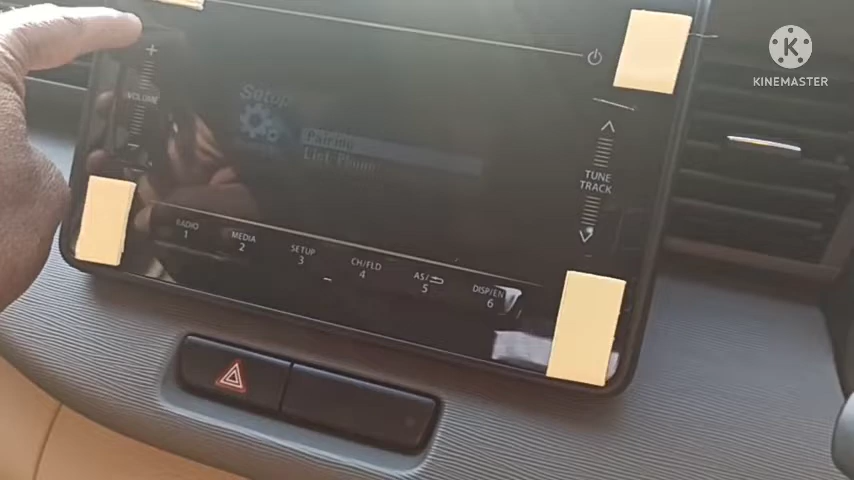 K
KINEMASTER
+
VOLUME
-
Setup
Pairing
List Phone
TUNE
TRACK
RADIO
1
MEDIA
2
SETUP
3
CH/FLD
4
AS/
5
DISP/EN
6